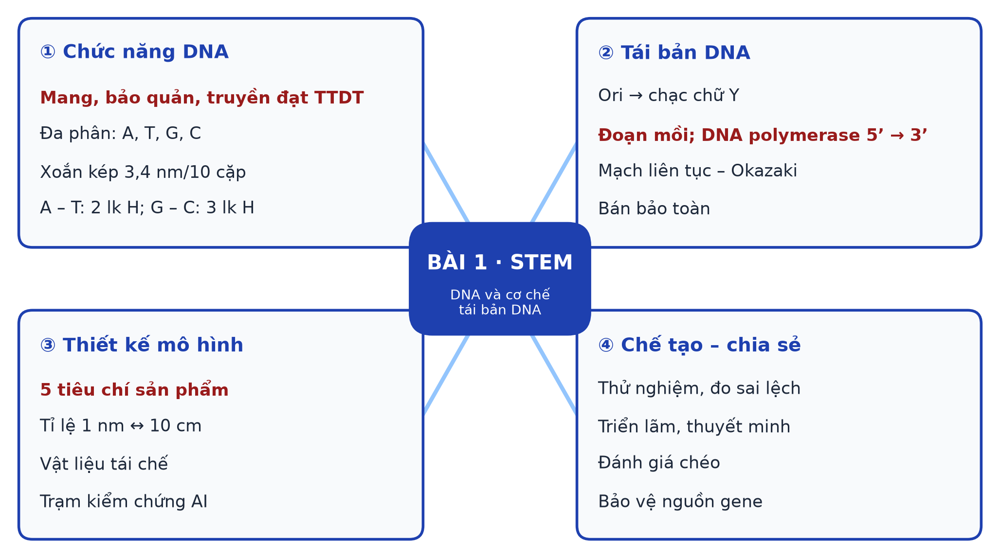 ① Chức năng DNA
Mang, bảo quản, truyền đạt TTDT
Đa phân: A, T, G, C
Xoắn kép 3,4 nm/10 cặp
A – T: 2 lk H; G – C: 3 lk H
② Tái bản DNA
Ori → chạc chữ Y
Đoạn mồi; DNA polymerase 5’ → 3’
Mạch liên tục – Okazaki
Bán bảo toàn
BÀI 1 · STEM
DNA và cơ chế
tái bản DNA
③ Thiết kế mô hình
5 tiêu chí sản phẩm
Tỉ lệ 1 nm ↔ 10 cm
Vật liệu tái chế
Trạm kiểm chứng AI
④ Chế tạo – chia sẻ
Thử nghiệm, đo sai lệch
Triển lãm, thuyết minh
Đánh giá chéo
Bảo vệ nguồn gene